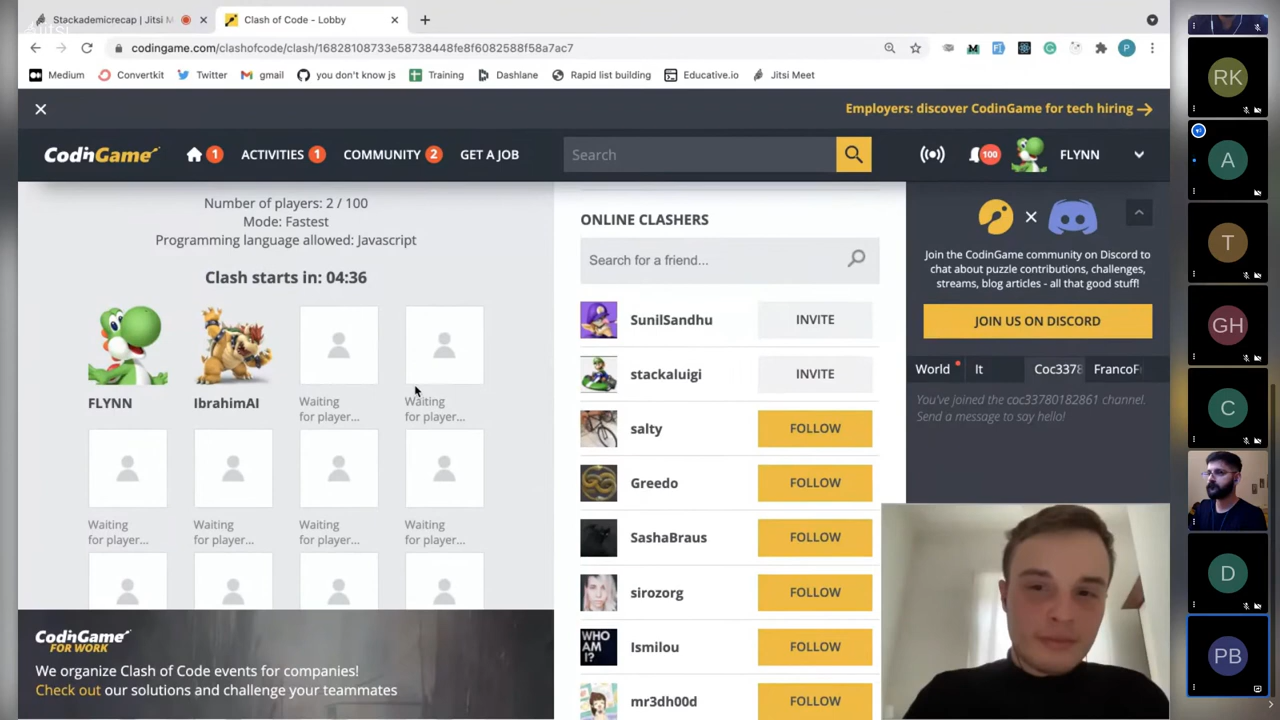 Stackademicrecap | Jitsi M
Clash of Code - Lobby
Jitsi
codingame.com/clashofcode/clash/16828108733e58738448fe8f6082588f58a7ac7
P
Medium
Convertkit
Twitter
gmail
you don't know js
Training
Dashlane
Rapid list building
Educative.io
Jitsi Meet
Employers: discover CodinGame for tech hiring
CODINGAME
1
ACTIVITIES 1
COMMUNITY 2
GET A JOB
Search
100
FLYNN
Number of players: 2 / 100
Mode: Fastest
Programming language allowed: Javascript
Clash starts in: 04:36
FLYNN
IbrahimAI
Waiting
for player...
Waiting
for player...
Waiting
for player...
Waiting
for player...
Waiting
for player...
Waiting
for player...
CODINGAME
FOR WORK
We organize Clash of Code events for companies!
Check out our solutions and challenge your teammates
ONLINE CLASHERS
Search for a friend...
SunilSandhu INVITE
stackaluigi INVITE
salty FOLLOW
Greedo FOLLOW
SashaBraus FOLLOW
sirozorg FOLLOW
WHO
AM
I?
Ismilou FOLLOW
mr3dh00d FOLLOW
Join the CodinGame community on Discord to
chat about puzzle contributions, challenges,
streams, blog articles - all that good stuff!
JOIN US ON DISCORD
World
It
Coc3378
FrancoF
You've joined the coc33780182861 channel.
Send a message to say hello!
RK
A
T
GH
C
D
PB